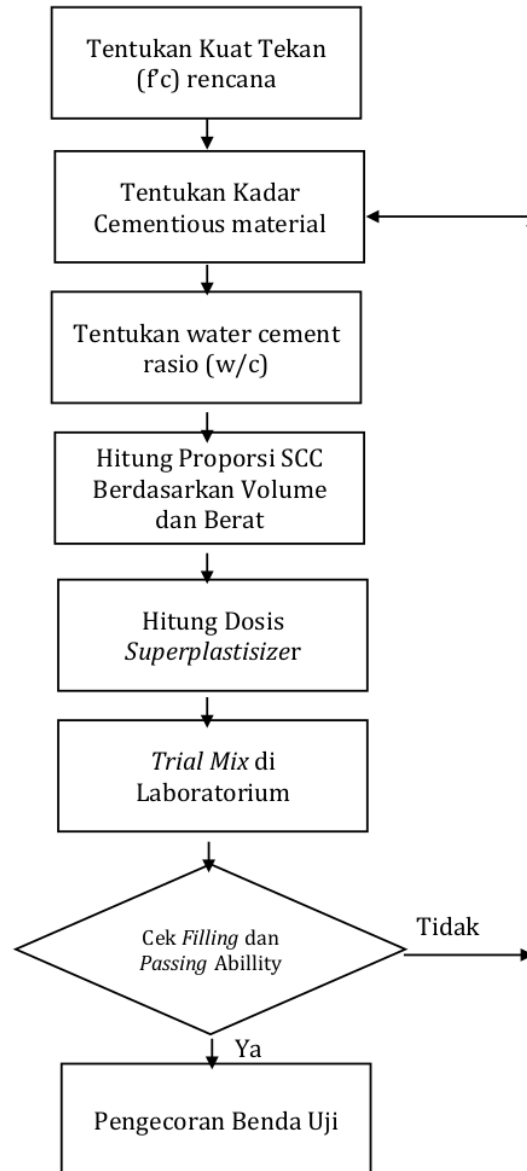 Tentukan Kuat Tekan
(f'c) rencana
Tentukan Kadar
Cementious material
Tentukan water cement
rasio (w/c)
Hitung Proporsi SCC
Berdasarkan Volume
dan Berat
Hitung Dosis
Superplastisizer
Trial Mix di
Laboratorium
Cek Filling dan
Passing Abillity
Tidak
Ya
Pengecoran Benda Uji